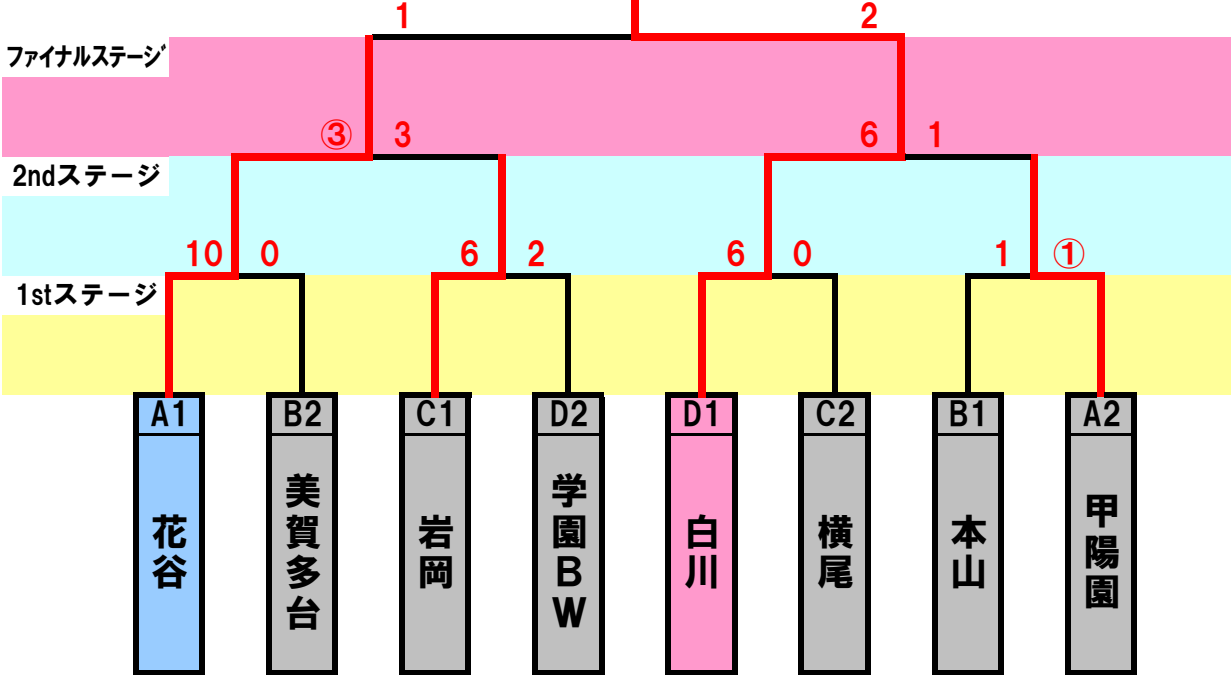 1 2
ファイナルステージ
③ 3 6 1
2ndステージ
10 0 6 2 6 0 1 ①
1stステージ
A1 B2 C1 D2 D1 C2 B1 A2
花谷
美賀多台
岩岡
学園BW
白川
横尾
本山
甲陽園